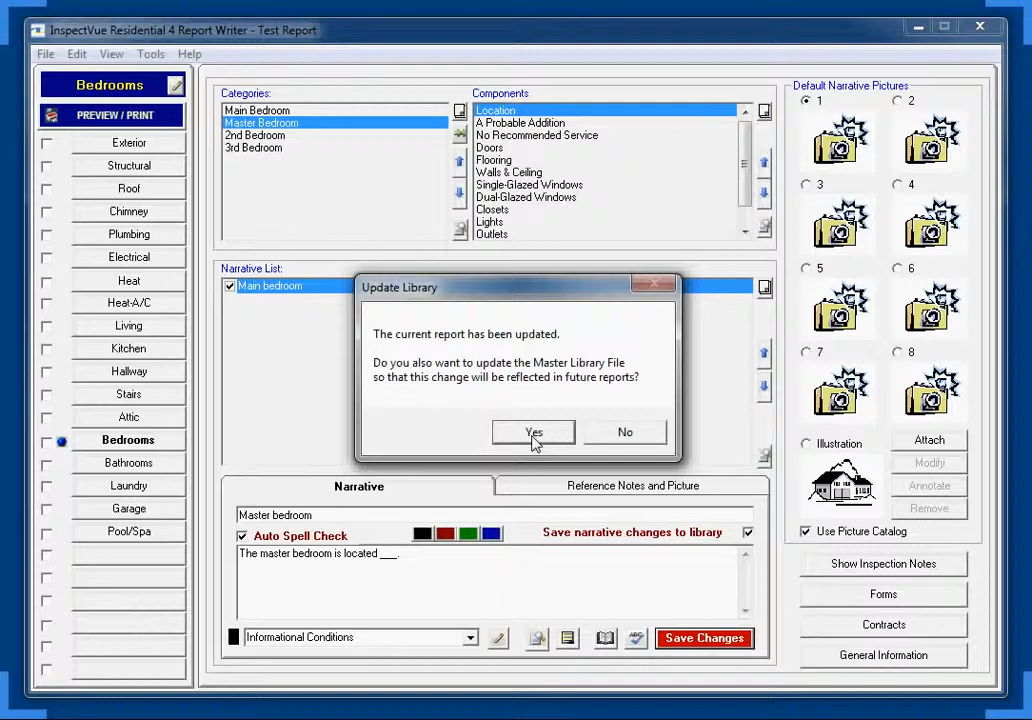 InspectVue Residential 4 Report Writer - Test Report
File Edit View Tools Help
Bedrooms
PREVIEW / PRINT
Exterior
Structural
Roof
Chimney
Plumbing
Electrical
Heat
Heat-A/C
Living
Kitchen
Hallway
Stairs
Attic
Bedrooms
Bathrooms
Laundry
Garage
Pool/Spa
Categories:
Main Bedroom
Master Bedroom
2nd Bedroom
3rd Bedroom
Components
Location
A Probable Addition
No Recommended Service
Doors
Flooring
Walls & Ceiling
Single-Glazed Windows
Dual-Glazed Windows
Closets
Lights
Outlets
Narrative List:
Main bedroom
Update Library
The current report has been updated.
Do you also want to update the Master Library File
so that this change will be reflected in future reports?
Yes No
Narrative
Reference Notes and Picture
Master bedroom
Auto Spell Check
Save narrative changes to library
The master bedroom is located ___.
Informational Conditions
ABC
Save Changes
Default Narrative Pictures
1 2
3 4
5 6
7 8
Illustration
Attach
Modify
Annotate
Remove
Use Picture Catalog
Show Inspection Notes
Forms
Contracts
General Information